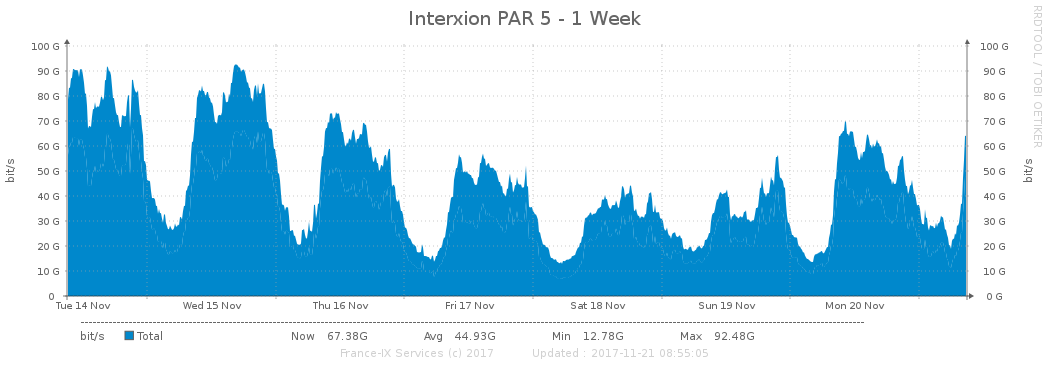 Interxion PAR 5 - 1 Week
RRDTOOL / TOBI OETIKER
bit/s
100 G
90 G
80 G
70 G
60 G
50 G
40 G
30 G
20 G
10 G
0
100 G
90 G
80 G
70 G
60 G
50 G
40 G
30 G
20 G
10 G
0 G
bit/s
Tue 14 Nov Wed 15 Nov Thu 16 Nov Fri 17 Nov Sat 18 Nov Sun 19 Nov Mon 20 Nov
bit/s Total Now 67.38G Avg 44.93G Min 12.78G Max 92.48G
France-IX Services (c) 2017 Updated : 2017-11-21 08:55:05